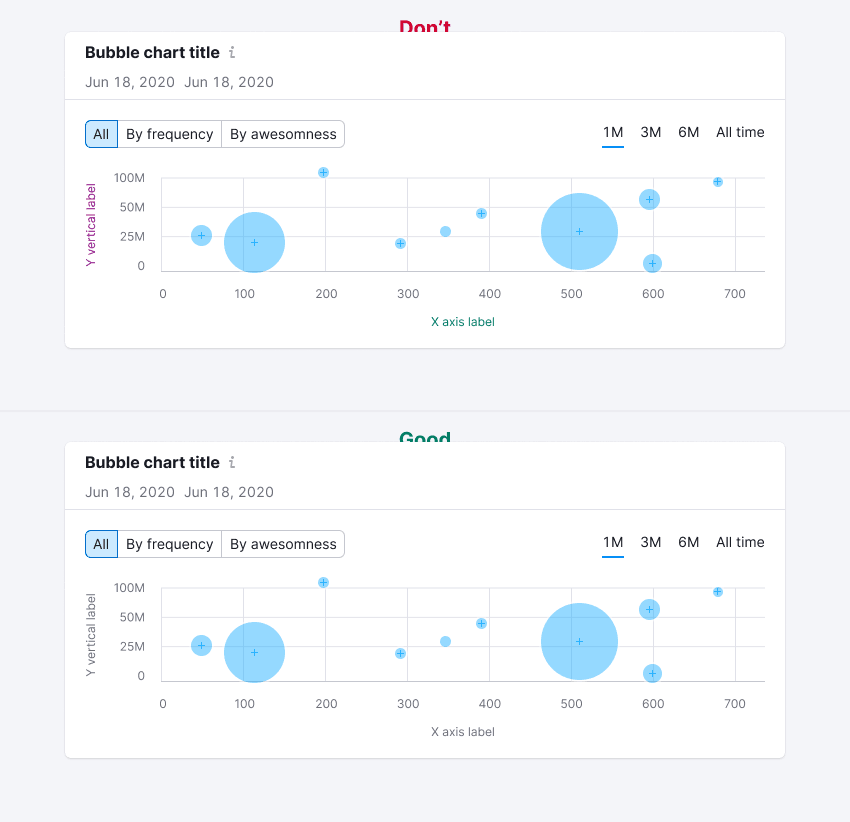 Don’t
Bubble chart title
Jun 18, 2020 Jun 18, 2020
All By frequency By awesomness 1M 3M 6M All time
100M
50M
25M
0
Y vertical label
0 100 200 300 400 500 600 700
X axis label
Good
Bubble chart title
Jun 18, 2020 Jun 18, 2020
All By frequency By awesomness 1M 3M 6M All time
100M
50M
25M
0
Y vertical label
0 100 200 300 400 500 600 700
X axis label